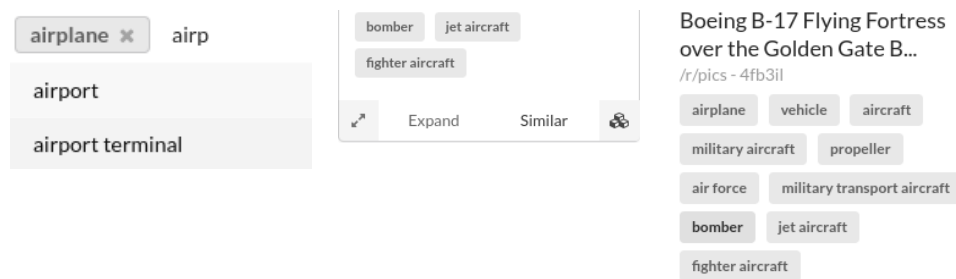 airplane × airp
airport
airport terminal
bomber jet aircraft
fighter aircraft
Expand Similar
Boeing B-17 Flying Fortress
over the Golden Gate B...
/r/pics - 4fb3il
airplane vehicle aircraft
military aircraft propeller
air force military transport aircraft
bomber jet aircraft
fighter aircraft